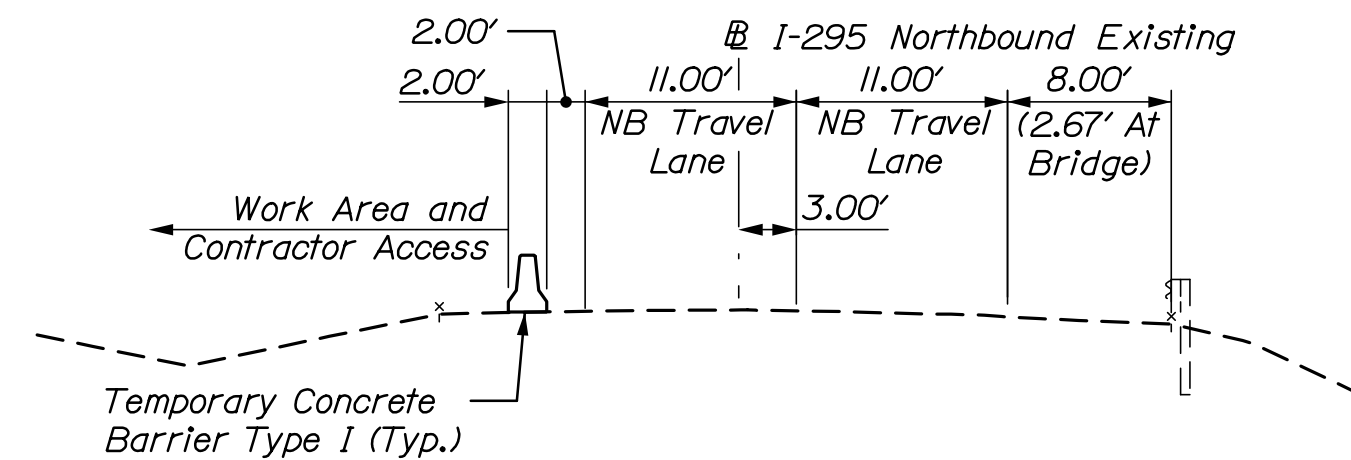 2.00'
℄ I-295 Northbound Existing
2.00'
11.00'
11.00'
8.00'
NB Travel
Lane
NB Travel
Lane
(2.67' At
Bridge)
Work Area and
Contractor Access
3.00'
Temporary Concrete
Barrier Type I (Typ.)